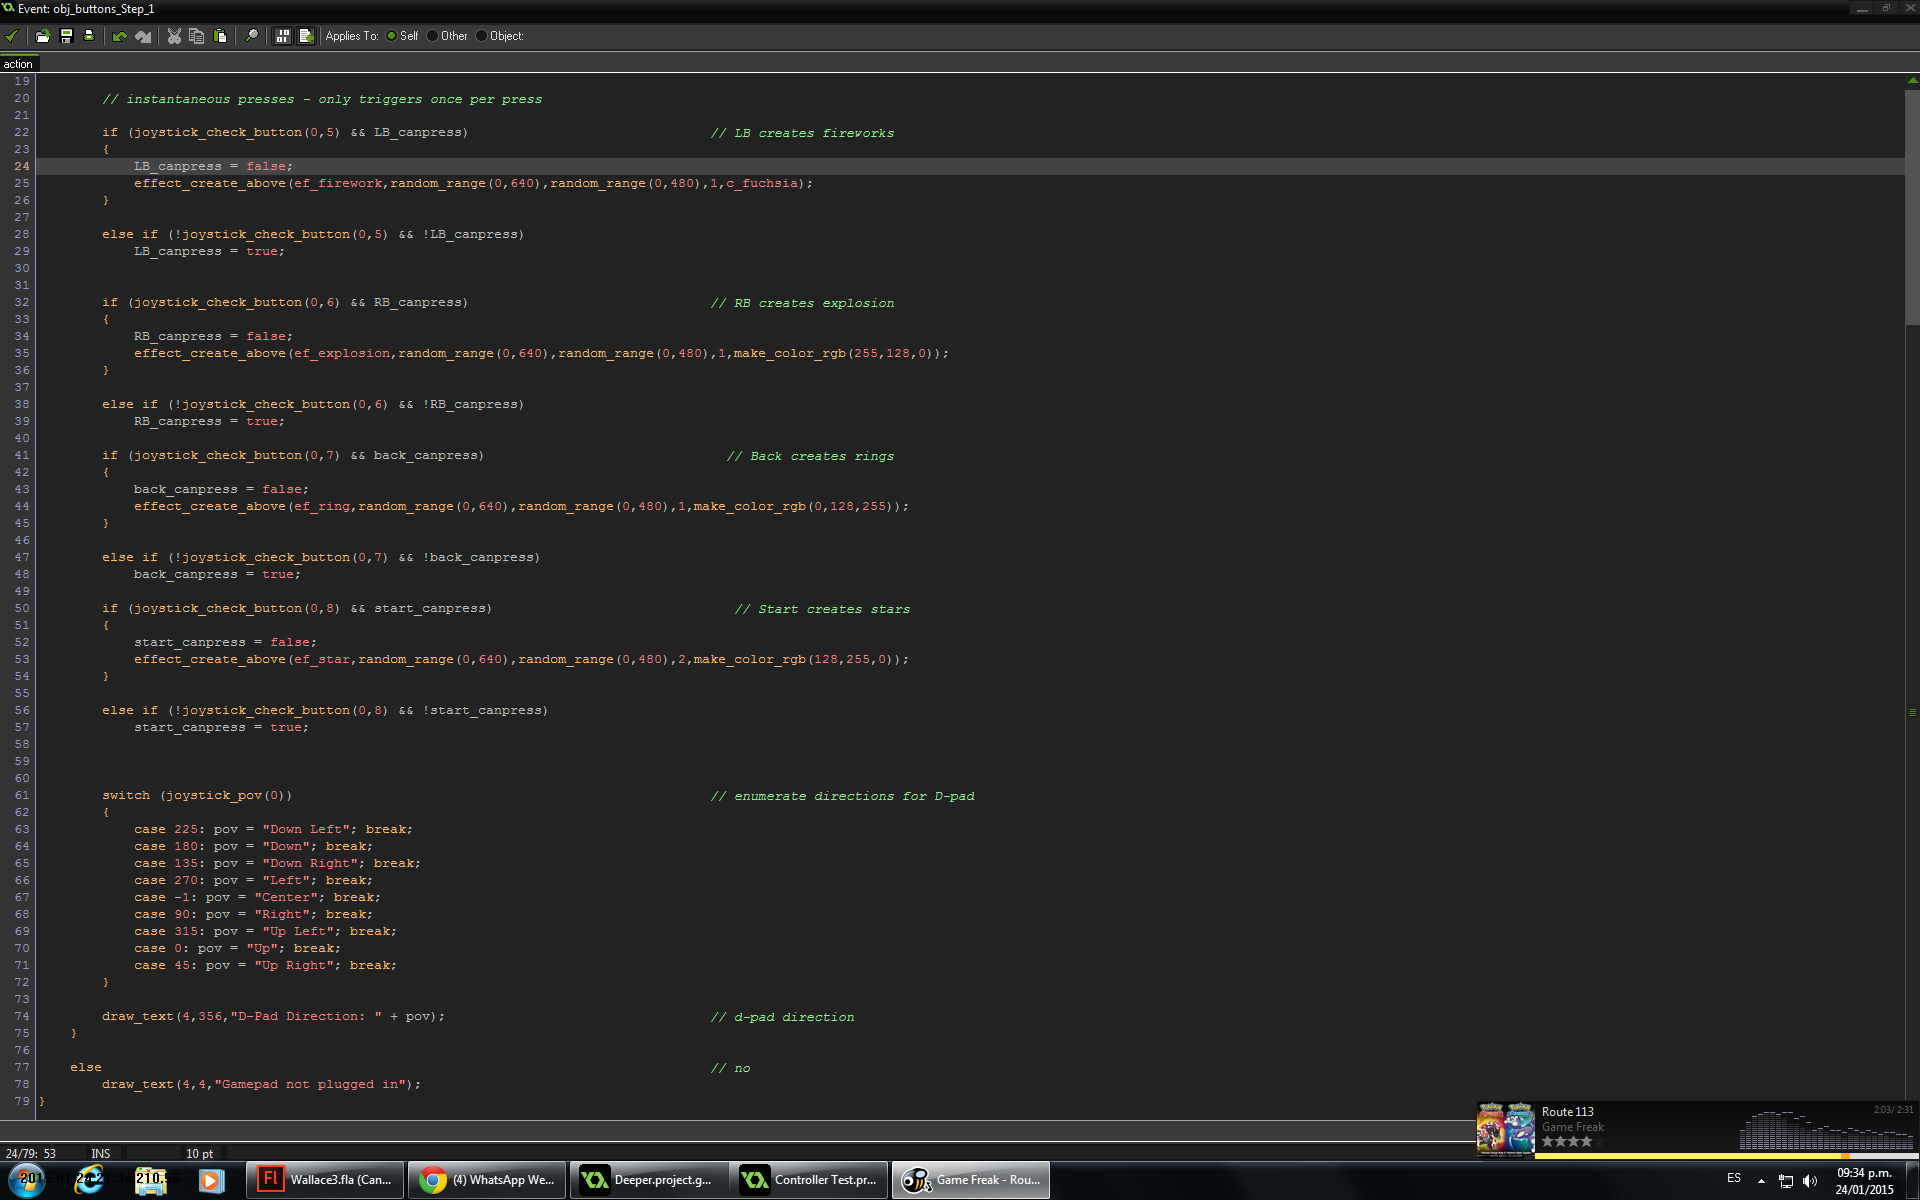 Event: obj_buttons_Step_1
Applies To: Self Other Object:
action
19
20 // instantaneous presses - only triggers once per press
21
22 if (joystick_check_button(0,5) && LB_canpress) // LB creates fireworks
23 {
24 LB_canpress = false;
25 effect_create_above(ef_firework,random_range(0,640),random_range(0,480),1,c_fuchsia);
26 }
27
28 else if (!joystick_check_button(0,5) && !LB_canpress)
29 LB_canpress = true;
30
31
32 if (joystick_check_button(0,6) && RB_canpress) // RB creates explosion
33 {
34 RB_canpress = false;
35 effect_create_above(ef_explosion,random_range(0,640),random_range(0,480),1,make_color_rgb(255,128,0));
36 }
37
38 else if (!joystick_check_button(0,6) && !RB_canpress)
39 RB_canpress = true;
40
41 if (joystick_check_button(0,7) && back_canpress) // Back creates rings
42 {
43 back_canpress = false;
44 effect_create_above(ef_ring,random_range(0,640),random_range(0,480),1,make_color_rgb(0,128,255));
45 }
46
47 else if (!joystick_check_button(0,7) && !back_canpress)
48 back_canpress = true;
49
50 if (joystick_check_button(0,8) && start_canpress) // Start creates stars
51 {
52 start_canpress = false;
53 effect_create_above(ef_star,random_range(0,640),random_range(0,480),2,make_color_rgb(128,255,0));
54 }
55
56 else if (!joystick_check_button(0,8) && !start_canpress)
57 start_canpress = true;
58
59
60
61 switch (joystick_pov(0)) // enumerate directions for D-pad
62 {
63 case 225: pov = "Down Left"; break;
64 case 180: pov = "Down"; break;
65 case 135: pov = "Down Right"; break;
66 case 270: pov = "Left"; break;
67 case -1: pov = "Center"; break;
68 case 90: pov = "Right"; break;
69 case 315: pov = "Up Left"; break;
70 case 0: pov = "Up"; break;
71 case 45: pov = "Up Right"; break;
72 }
73
74 draw_text(4,356,"D-Pad Direction: " + pov); // d-pad direction
75 }
76
77 else // no
78 draw_text(4,4,"Gamepad not plugged in");
79 }
Route 113 2:03/ 2:31
Game Freak
24/79: 53 INS 10 pt
Wallace3.fla (Can...
(4) WhatsApp We...
Deeper.project.g...
Controller Test.pr...
Game Freak - Rou...
ES
09:34 p.m.
24/01/2015